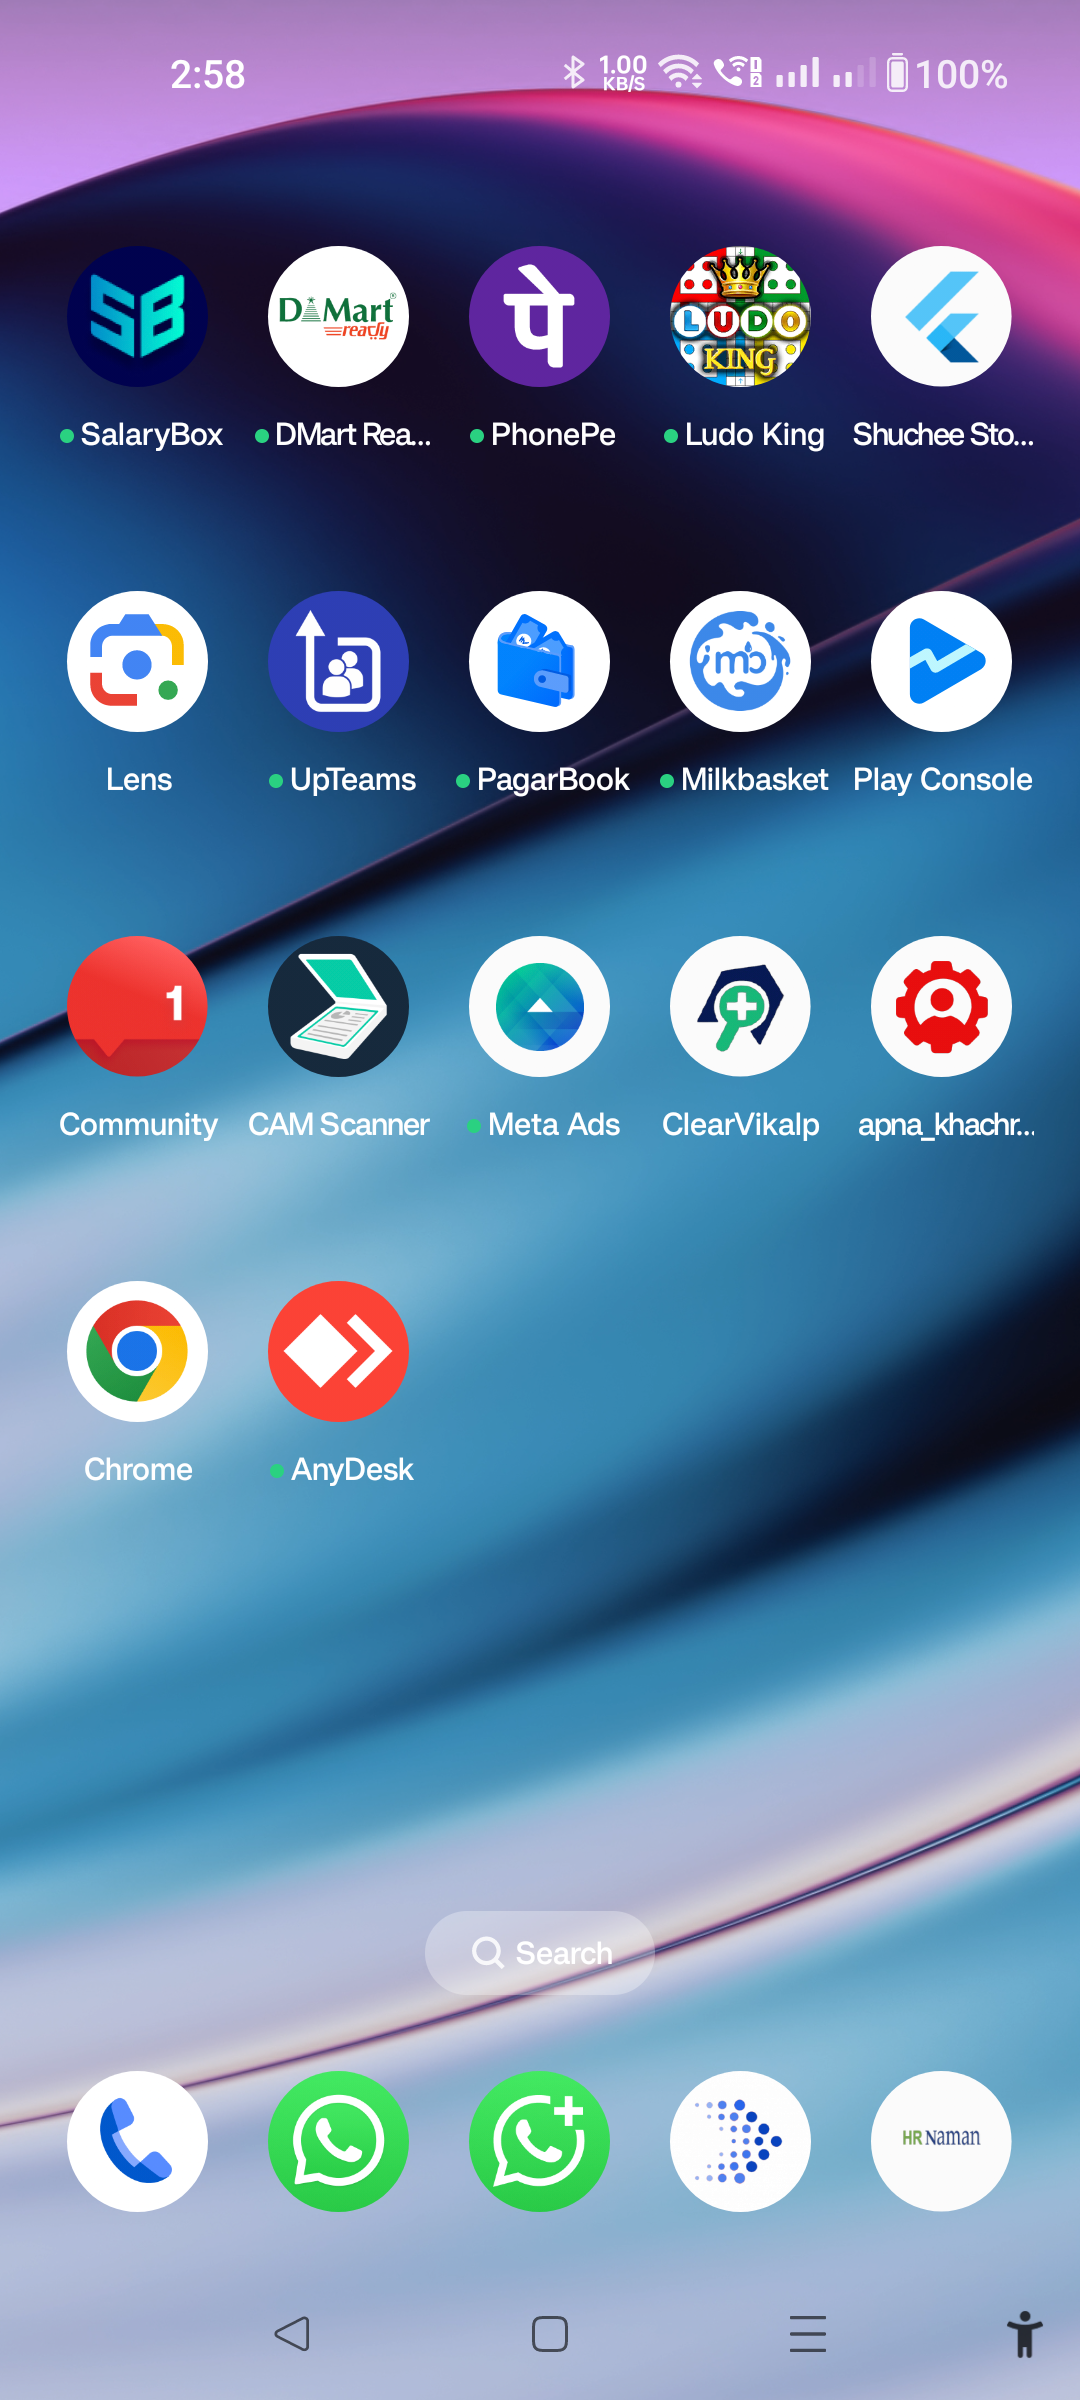 2:58
1.00
KB/S
1
2
100%
SB
DMart
ready
पे
LUDO
KING
SalaryBox
DMart Rea...
PhonePe
Ludo King
Shuchee Sto...
mb
Lens
UpTeams
PagarBook
Milkbasket
Play Console
1
Community
CAM Scanner
Meta Ads
ClearVikalp
apna_khachr...
Chrome
AnyDesk
Search
HR Naman